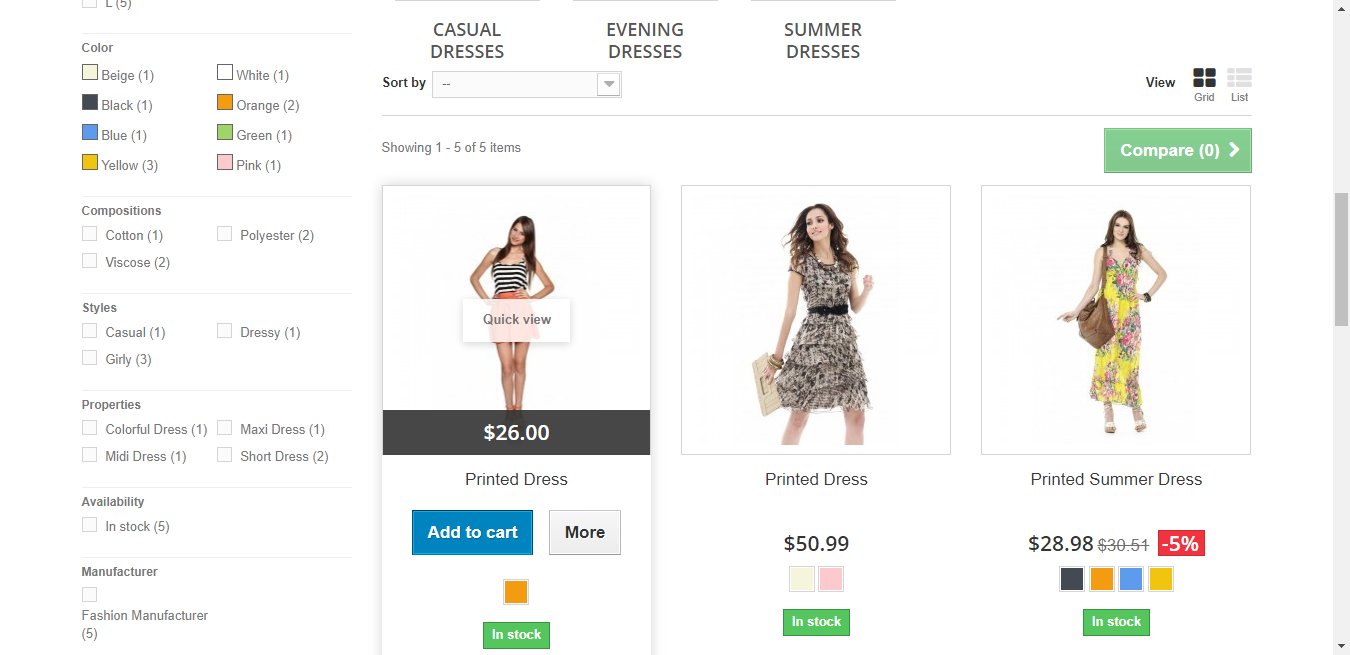 L (5)
Color
Beige (1)
White (1)
Black (1)
Orange (2)
Blue (1)
Green (1)
Yellow (3)
Pink (1)
Compositions
Cotton (1)
Polyester (2)
Viscose (2)
Styles
Casual (1)
Dressy (1)
Girly (3)
Properties
Colorful Dress (1)
Maxi Dress (1)
Midi Dress (1)
Short Dress (2)
Availability
In stock (5)
Manufacturer
Fashion Manufacturer
(5)
CASUAL
DRESSES
EVENING
DRESSES
SUMMER
DRESSES
Sort by
--
View
Grid
List
Showing 1 - 5 of 5 items
Compare (0)
Quick view
$26.00
Printed Dress
Add to cart
More
In stock
Printed Dress
$50.99
In stock
Printed Summer Dress
$28.98 $30.51 -5%
In stock